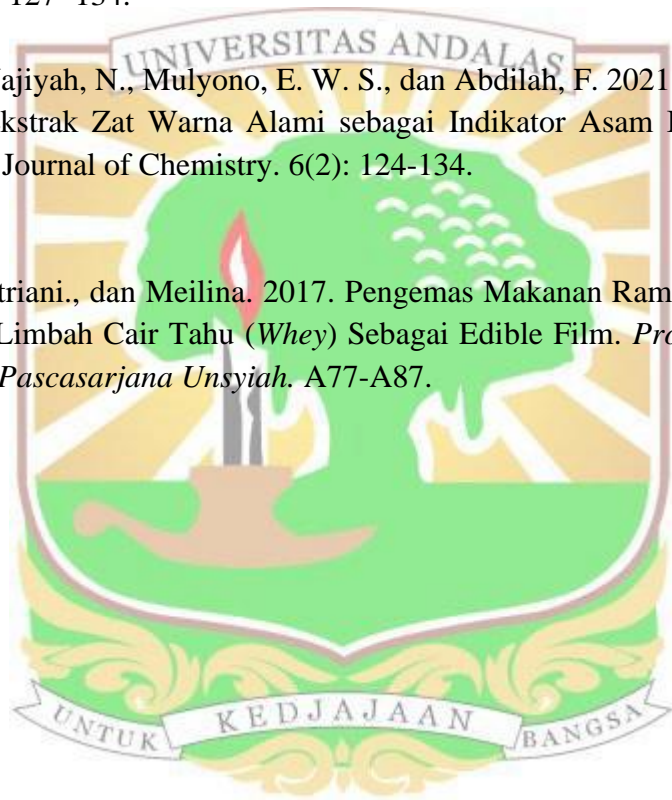 127-134.
UNIVERSITAS ANDALAS
ajiyah, N., Mulyono, E. W. S., dan Abdilah, F. 2021
kstrak Zat Warna Alami sebagai Indikator Asam
Journal of Chemistry. 6(2): 124-134.
triani., dan Meilina. 2017. Pengemas Makanan Ram
Limbah Cair Tahu (Whey) Sebagai Edible Film. Pro
Pascasarjana Unsyiah. A77-A87.
UNTUK KEDJAJAAN BANGSA